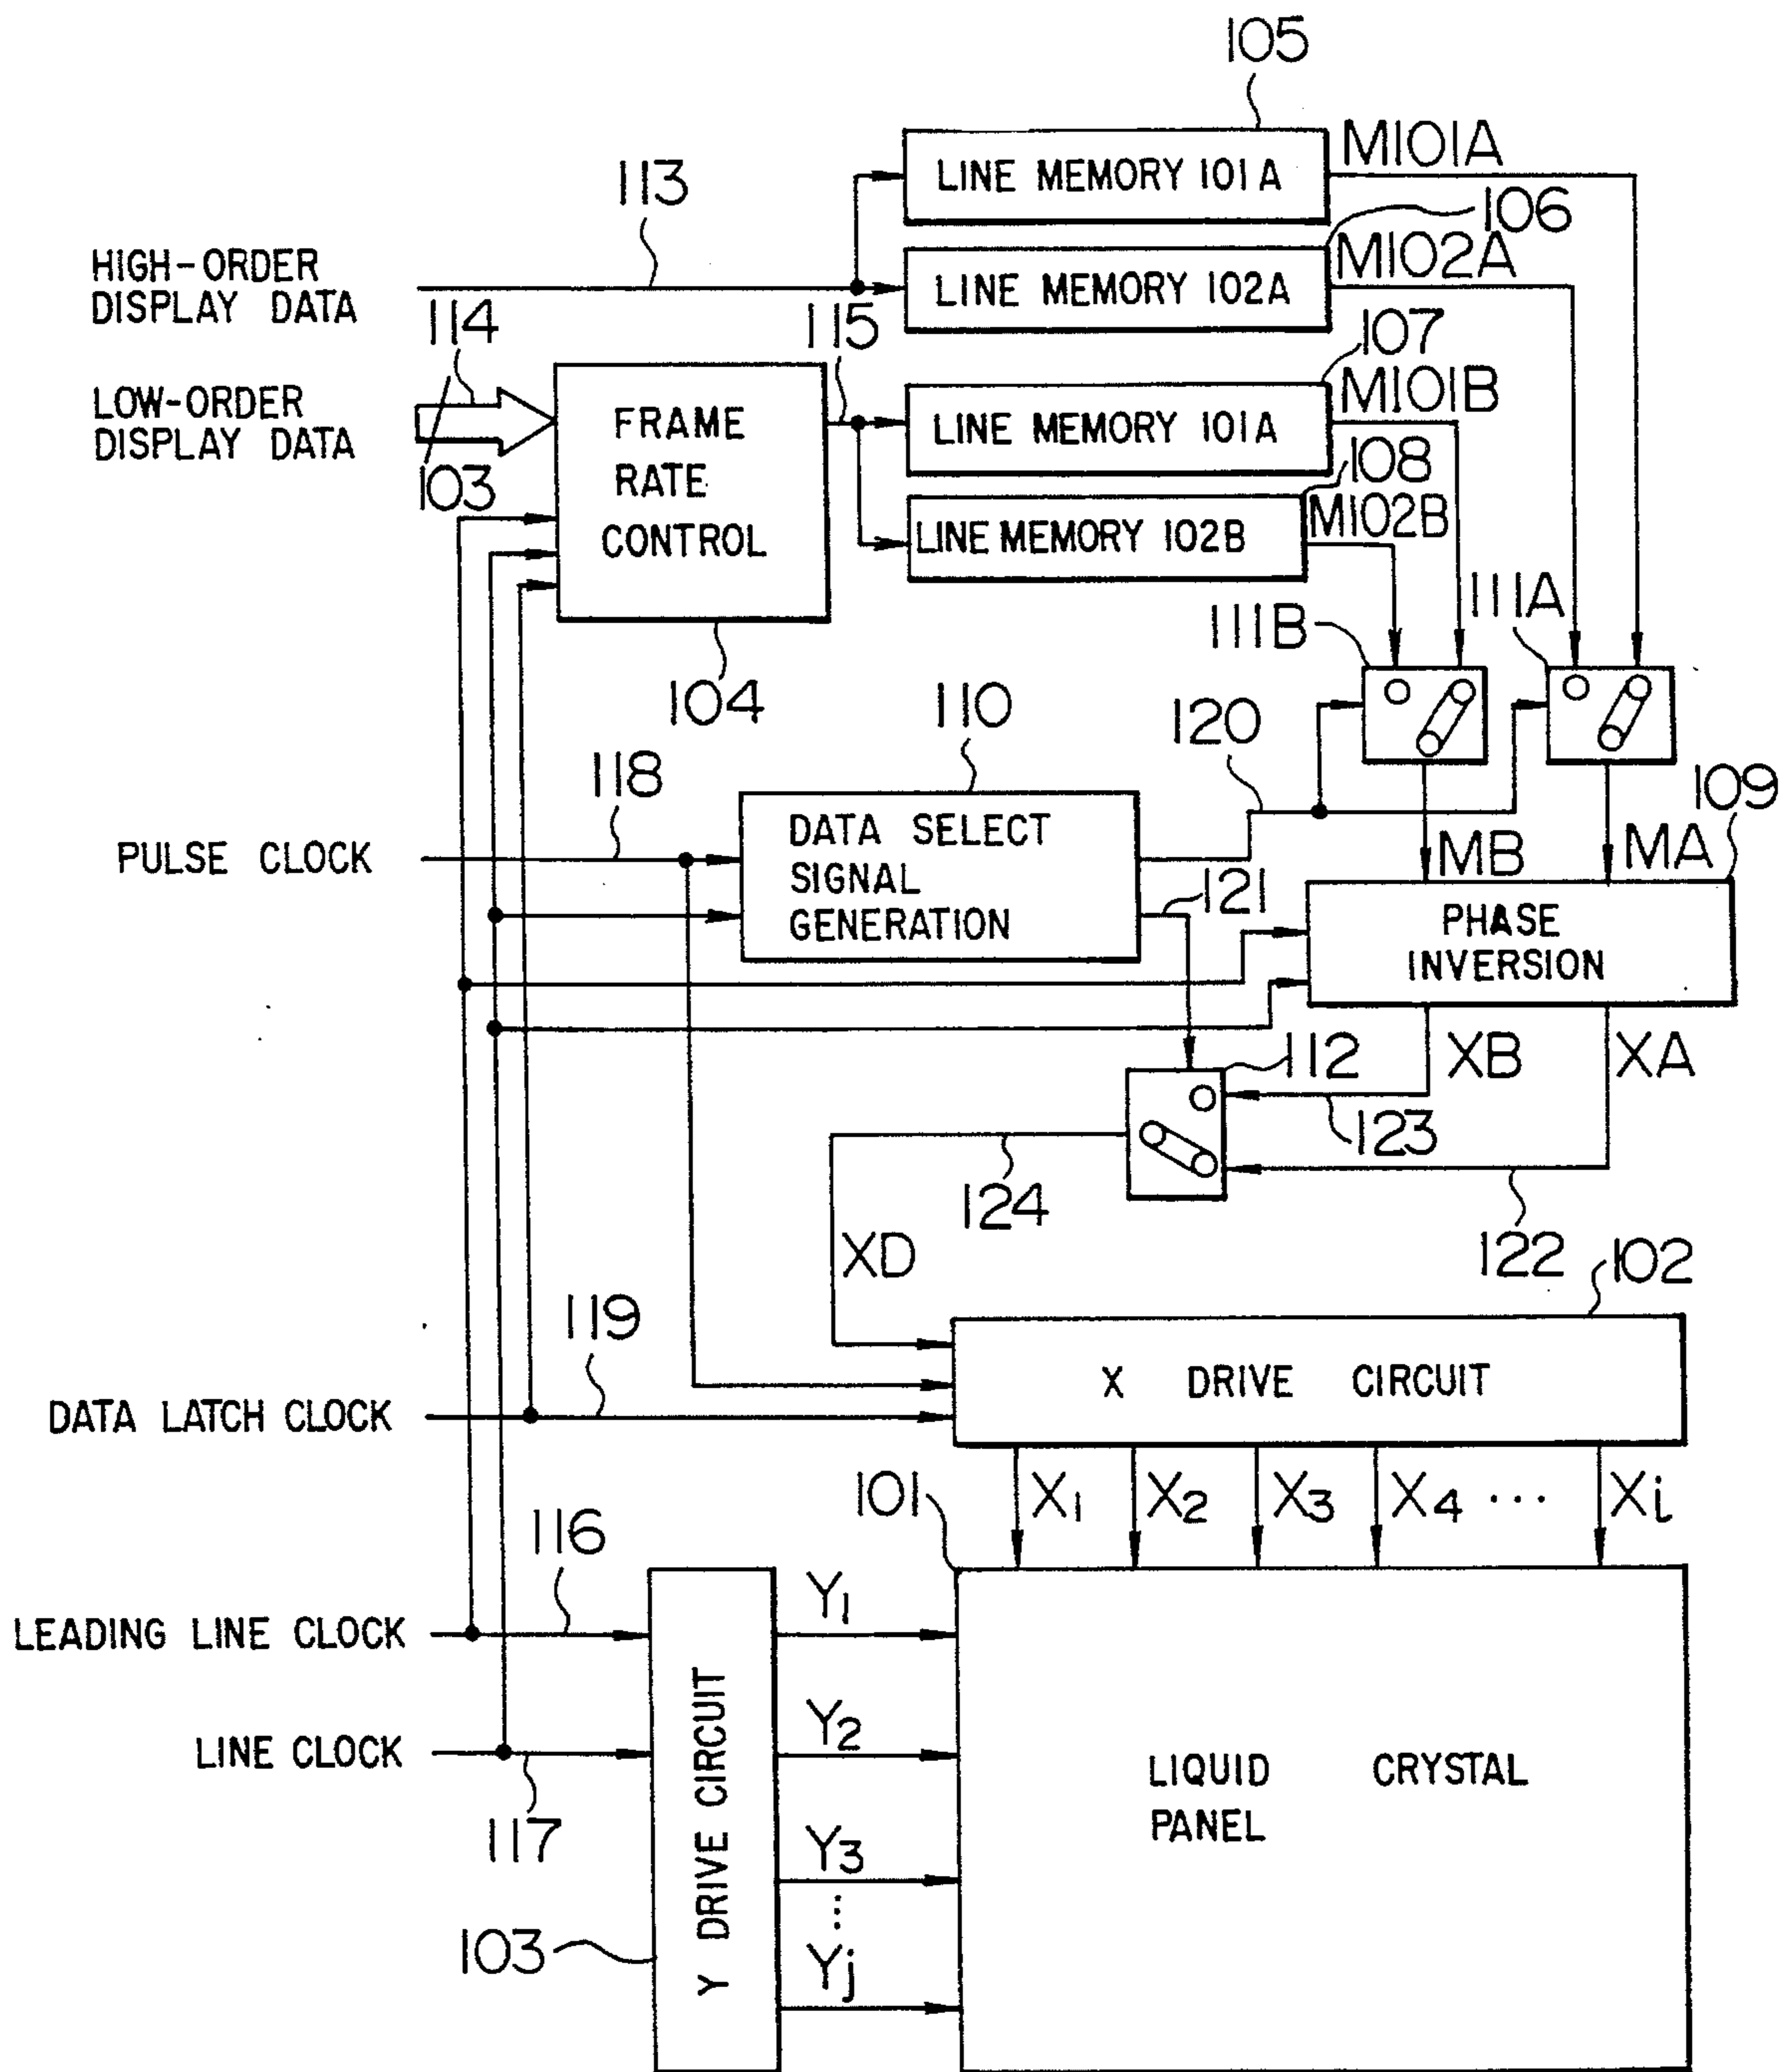 105
LINE MEMORY 101A
M101A
113
106
HIGH-ORDER
DISPLAY DATA
LINE MEMORY 102A
M102A
114
115
107
LOW-ORDER
DISPLAY DATA
103
FRAME
RATE
CONTROL
LINE MEMORY 101A
M101B
108
LINE MEMORY 102B
M102B
104
111B
111A
110
120
118
109
PULSE CLOCK
DATA SELECT
SIGNAL
GENERATION
121
MB
MA
PHASE
INVERSION
112
XB
XA
123
124
122
XD
102
119
X DRIVE CIRCUIT
DATA LATCH CLOCK
101
X1
X2
X3
X4
...
Xi
116
LEADING LINE CLOCK
Y1
LINE CLOCK
117
Y DRIVE CIRCUIT
103
Y2
Y3
...
Yj
LIQUID CRYSTAL
PANEL